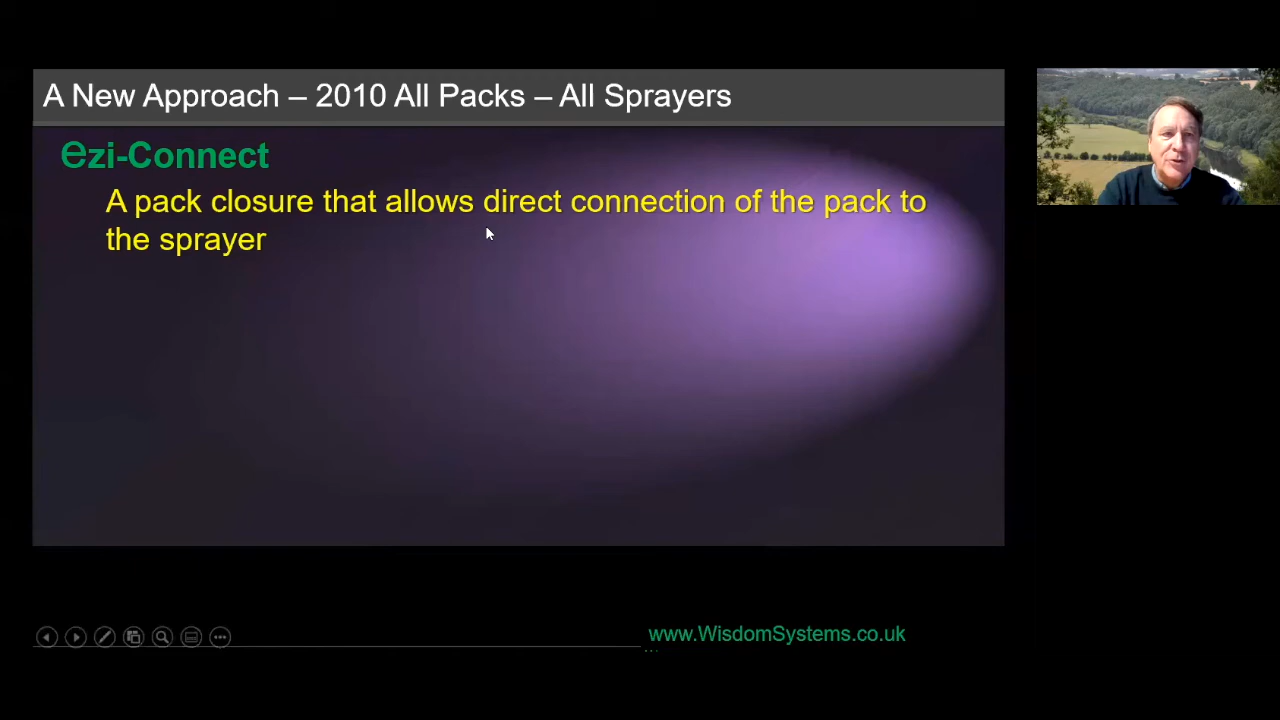 A New Approach – 2010 All Packs – All Sprayers
ezi-Connect
A pack closure that allows direct connection of the pack to
the sprayer
www.WisdomSystems.co.uk